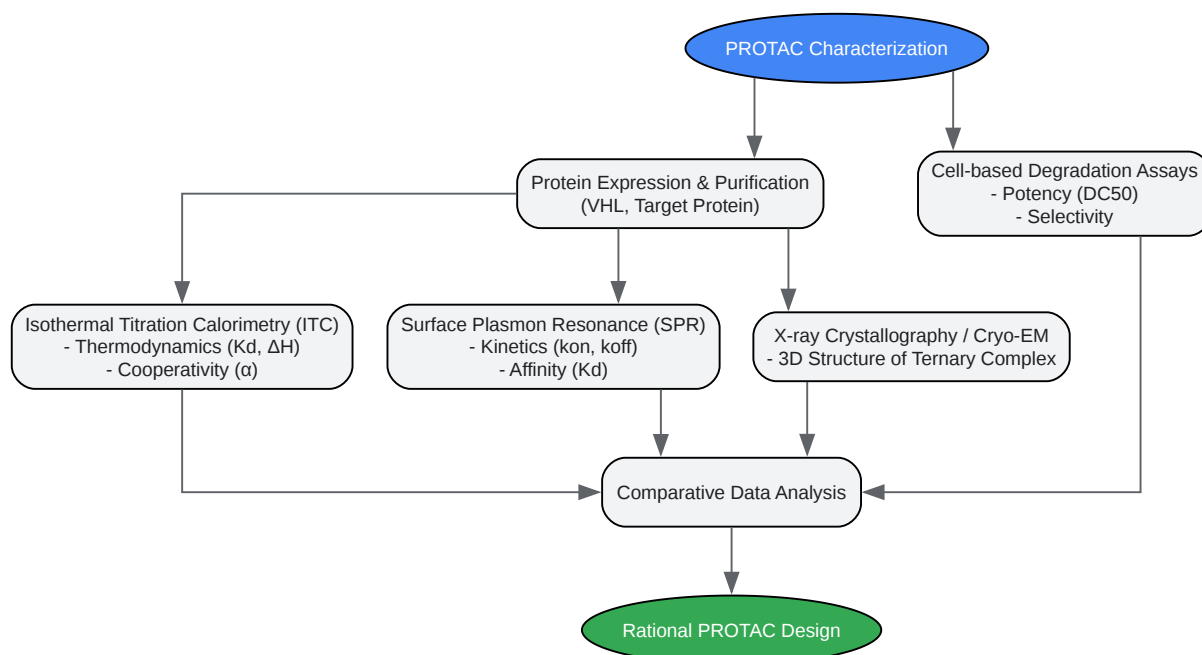 PROTAC Characterization
Protein Expression & Purification
(VHL, Target Protein)
Cell-based Degradation Assays
- Potency (DC50)
- Selectivity
Isothermal Titration Calorimetry (ITC)
- Thermodynamics (Kd, ΔH)
- Cooperativity (α)
Surface Plasmon Resonance (SPR)
- Kinetics (kon, koff)
- Affinity (Kd)
X-ray Crystallography / Cryo-EM
- 3D Structure of Ternary Complex
Comparative Data Analysis
Rational PROTAC Design